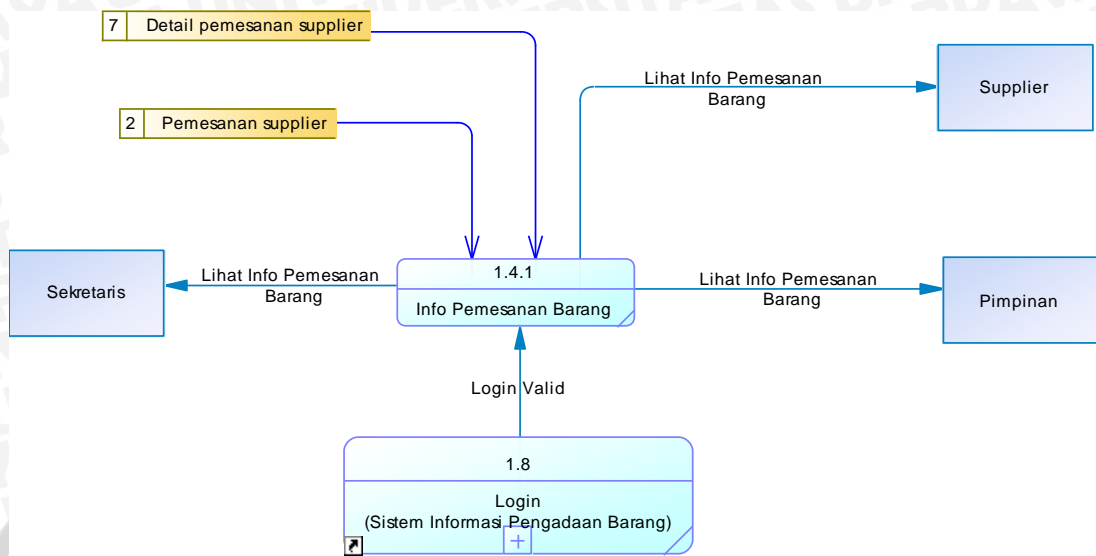 7 Detail pemesanan supplier
Lihat Info Pemesanan
Barang
Supplier
2 Pemesanan supplier
Sekretaris
Lihat Info Pemesanan
Barang
1.4.1
Info Pemesanan Barang
Lihat Info Pemesanan
Barang
Pimpinan
Login Valid
1.8
Login
(Sistem Informasi Pengadaan Barang)
+